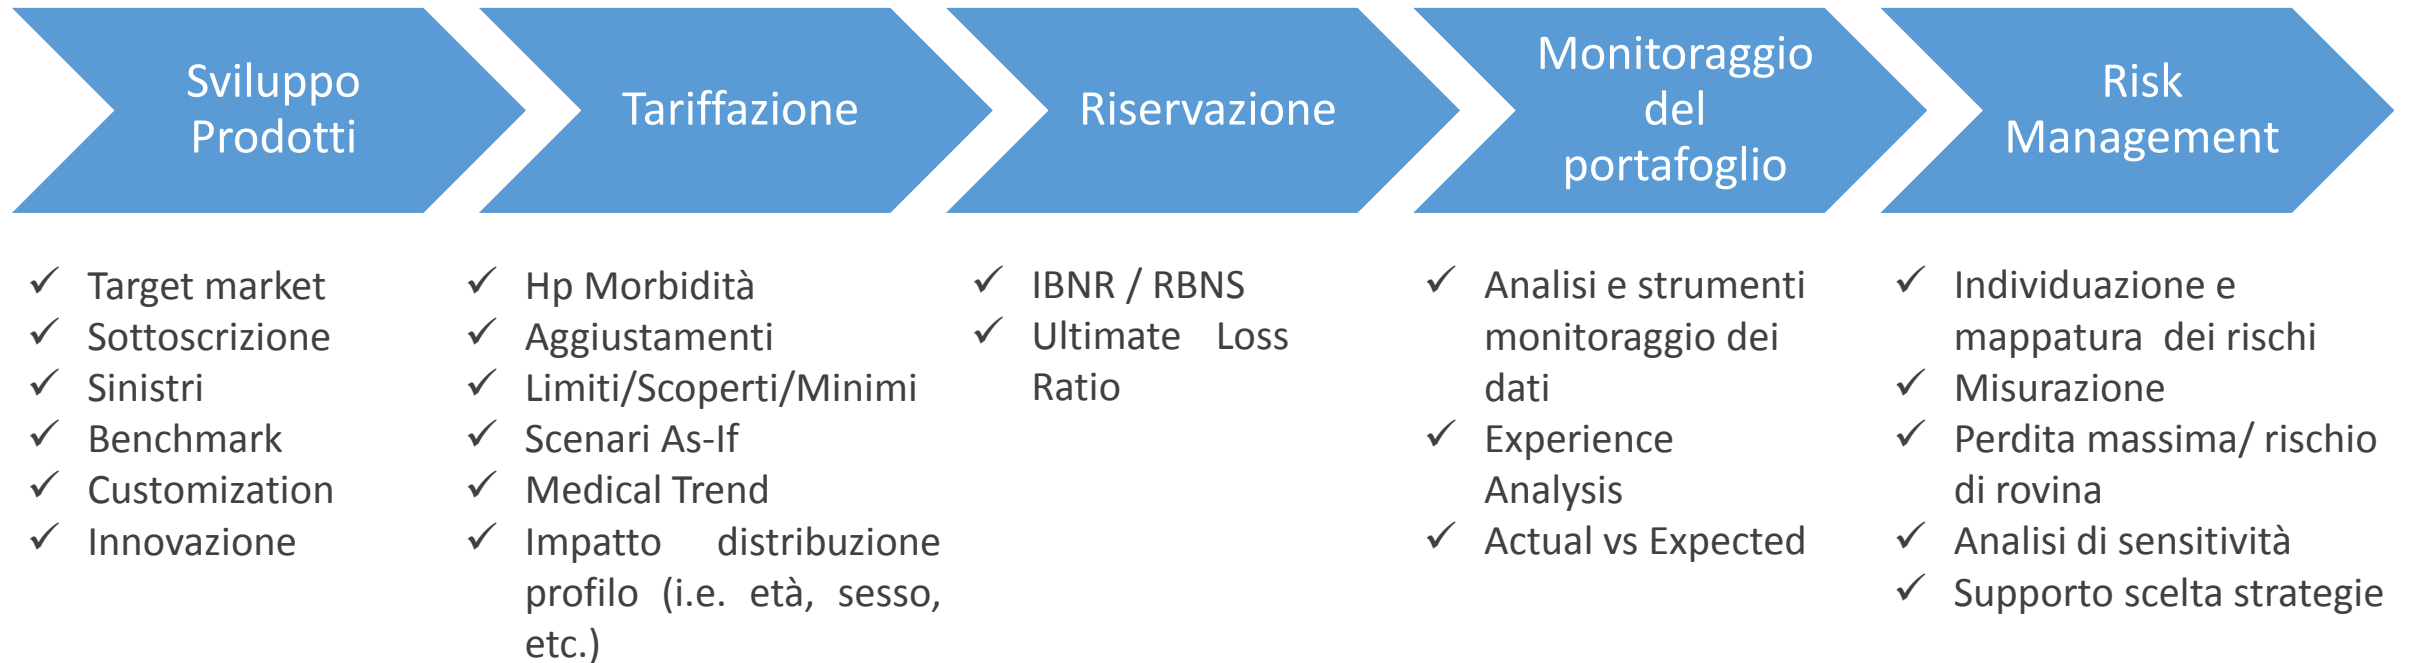 Sviluppo
Prodotti
Tariffazione
Riservazione
Monitoraggio
del
portafoglio
Risk
Management
Target market
Sottoscrizione
Sinistri
Benchmark
Customization
Innovazione
Hp Morbidità
Aggiustamenti
Limiti/Scoperti/Minimi
Scenari As-If
Medical Trend
Impatto distribuzione
profilo (i.e. età, sesso,
etc.)
IBNR / RBNS
Ultimate Loss
Ratio
Analisi e strumenti
monitoraggio dei
dati
Experience
Analysis
Actual vs Expected
Individuazione e
mappatura dei rischi
Misurazione
Perdita massima/ rischio
di rovina
Analisi di sensitività
Supporto scelta strategie